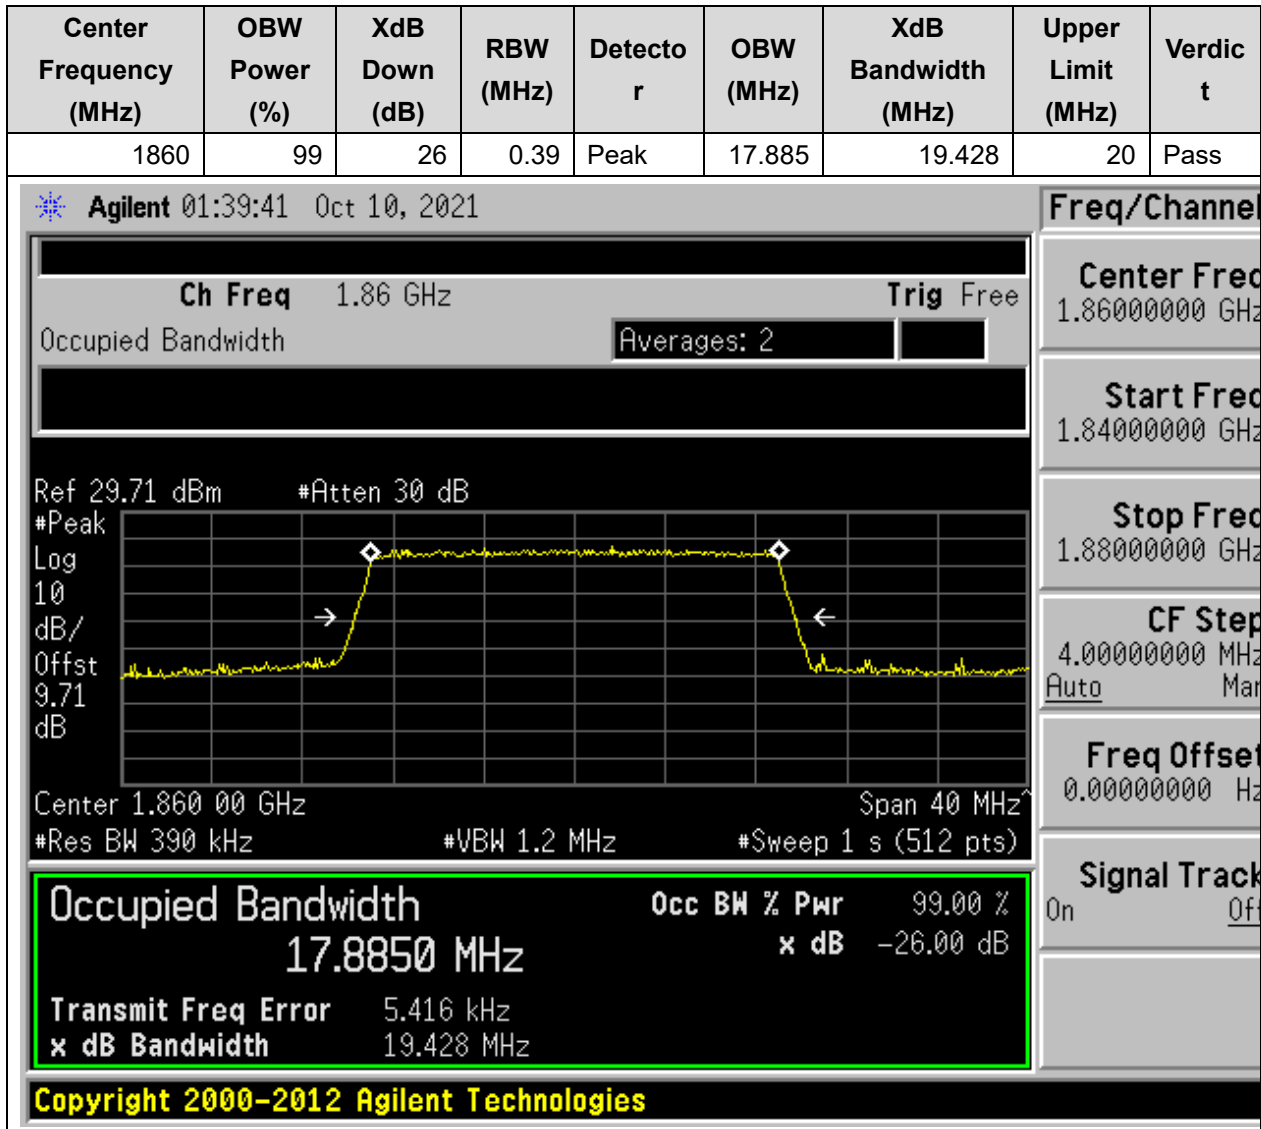 Center Frequency (MHz) OBW Power (%) XdB Down (dB) RBW (MHz) Detecto r OBW (MHz) XdB Bandwidth (MHz) Upper Limit (MHz) Verdic t
1860 99 26 0.39 Peak 17.885 19.428 20 Pass
Agilent 01:39:41 Oct 10, 2021
Ch Freq 1.86 GHz Trig Free
Occupied Bandwidth Averages: 2
Ref 29.71 dBm #Atten 30 dB
#Peak
Log
10
dB/
Offst
9.71
dB
Center 1.860 00 GHz Span 40 MHz^
#Res BW 390 kHz #VBW 1.2 MHz #Sweep 1 s (512 pts)
Occupied Bandwidth Occ BW % Pwr 99.00 %
17.8850 MHz x dB -26.00 dB
Transmit Freq Error 5.416 kHz
x dB Bandwidth 19.428 MHz
Copyright 2000-2012 Agilent Technologies
Freq/Channel
Center Freq
1.86000000 GHz
Start Freq
1.84000000 GHz
Stop Freq
1.88000000 GHz
CF Step
4.00000000 MHz
Auto Man
Freq Offset
0.00000000 Hz
Signal Track
On Off